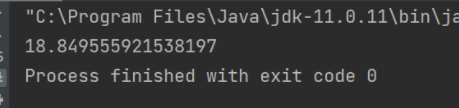 "C:\Program Files\Java\jdk-11.0.11\bin\ja
18.849555921538197
Process finished with exit code 0